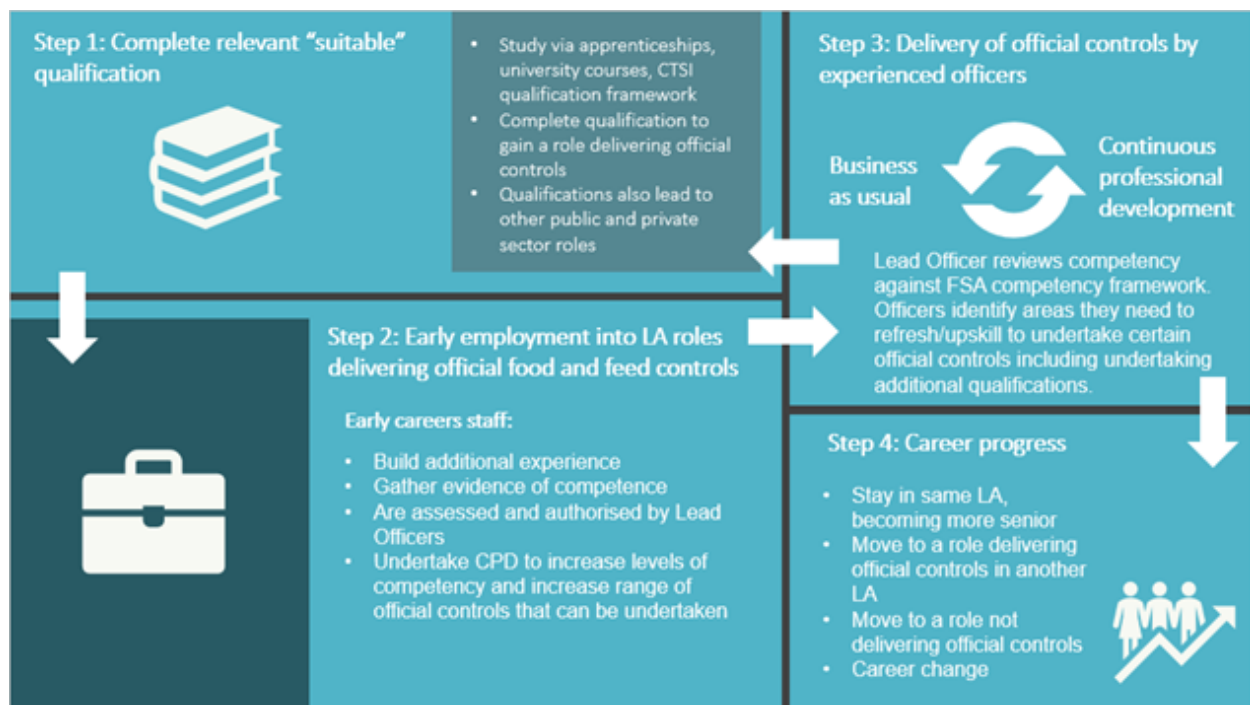 Step 1: Complete relevant “suitable”
qualification
• Study via apprenticeships,
university courses, CTSI
qualification framework
• Complete qualification to
gain a role delivering official
controls
• Qualifications also lead to
other public and private
sector roles
Step 2: Early employment into LA roles
delivering official food and feed controls
Early careers staff:
• Build additional experience
• Gather evidence of competence
• Are assessed and authorised by Lead
Officers
• Undertake CPD to increase levels of
competency and increase range of
official controls that can be undertaken
Step 3: Delivery of official controls by
experienced officers
Business
as usual
Continuous
professional
development
Lead Officer reviews competency
against FSA competency framework.
Officers identify areas they need to
refresh/upskill to undertake certain
official controls including undertaking
additional qualifications.
Step 4: Career progress
• Stay in same LA,
becoming more senior
• Move to a role delivering
official controls in another
LA
• Move to a role not
delivering official controls
• Career change